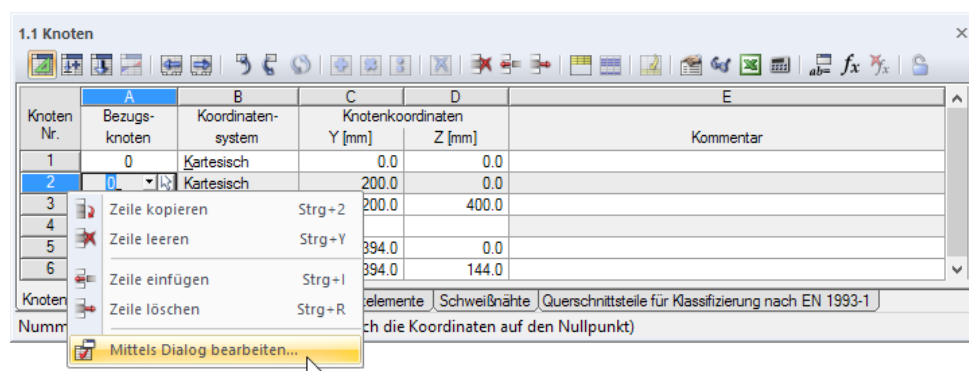 1.1 Knoten
A B C D E
Knoten Bezugs- Koordinaten- Knotenkoordinaten
Nr. knoten system Y [mm] Z [mm] Kommentar
1 0 Kartesisch 0.0 0.0
2 0 Kartesisch 200.0 0.0
3 200.0 400.0
4
5 394.0 0.0
6 394.0 144.0
Zeile kopieren Strg+2
Zeile leeren Strg+Y
Zeile einfügen Strg+I
Zeile löschen Strg+R
Mittels Dialog bearbeiten...
Knoten Schweißnähte Querschnittsteile für Klassifizierung nach EN 1993-1
die Koordinaten auf den Nullpunkt)